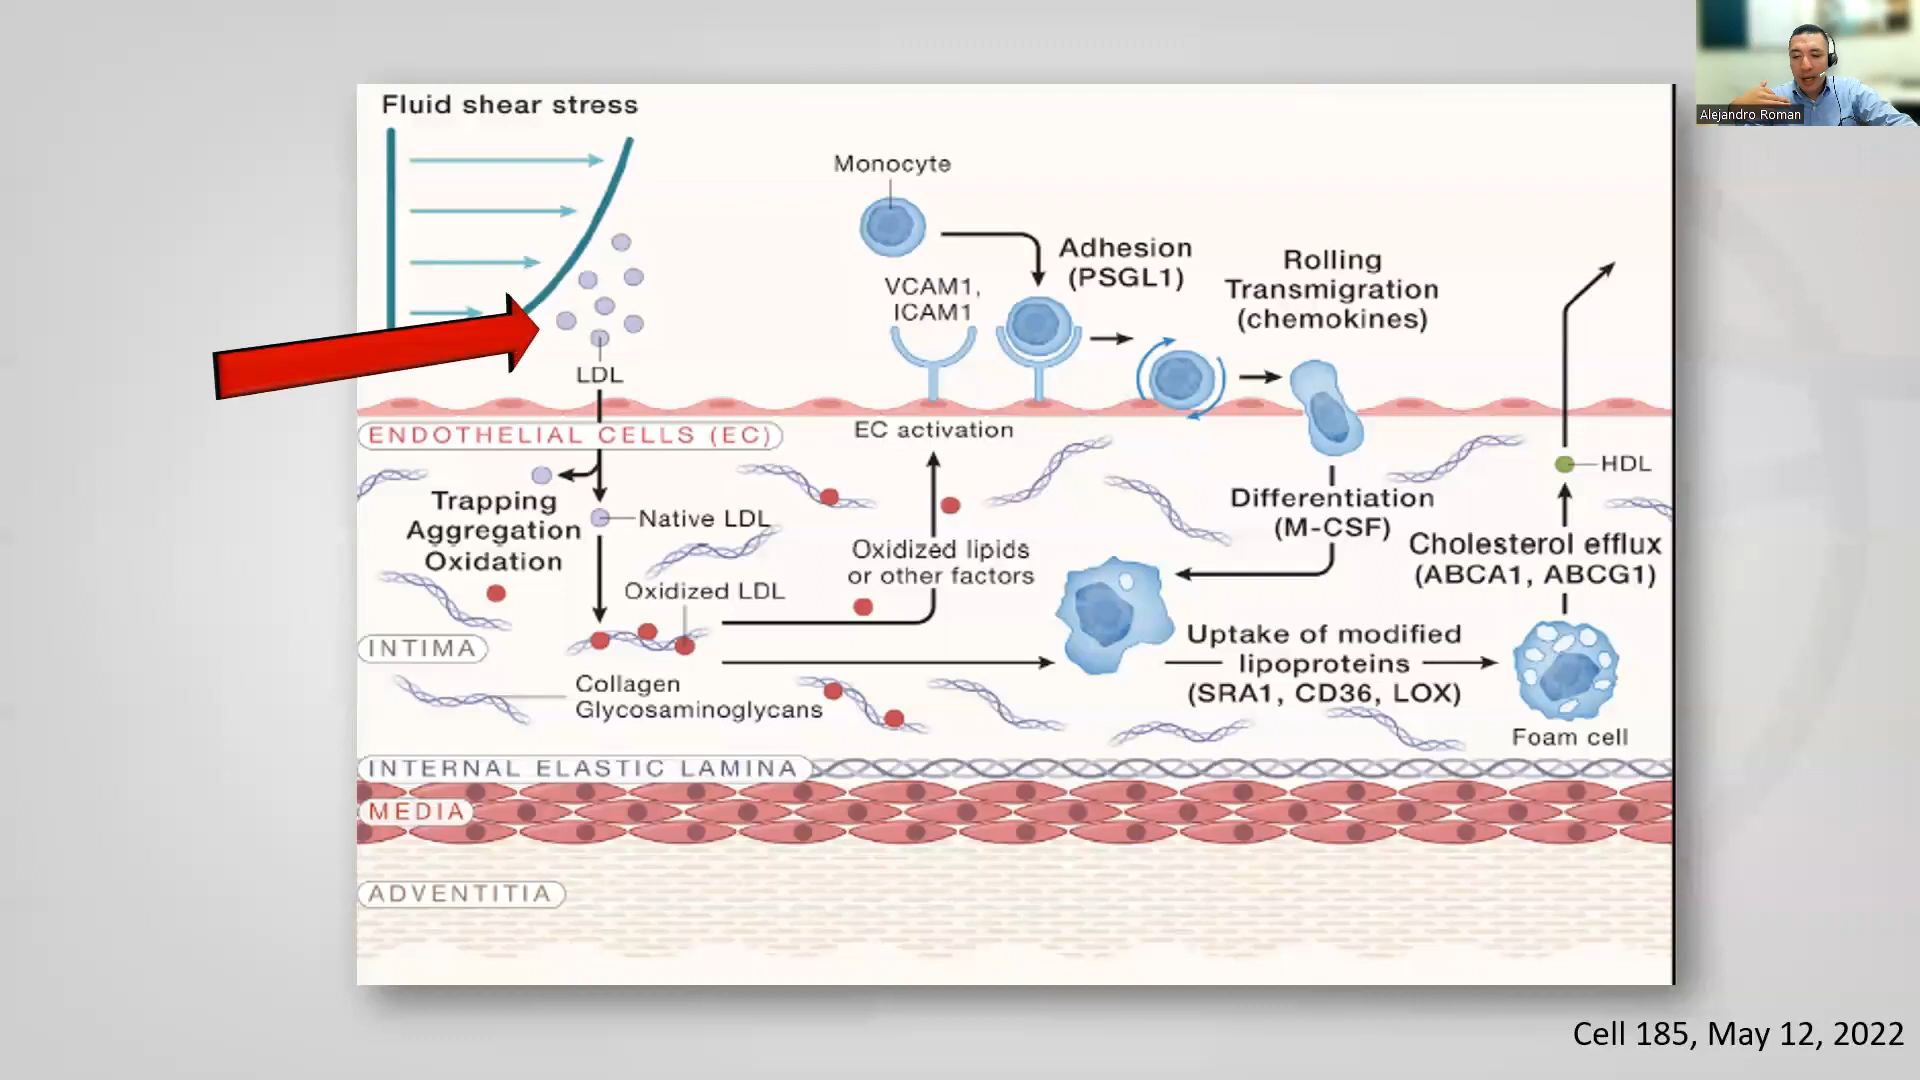 Alejandro Roman
Fluid shear stress
Monocyte
Adhesion
(PSGL1)
Rolling
Transmigration
(chemokines)
VCAM1,
ICAM1
LDL
ENDOTHELIAL CELLS (EC)
EC activation
HDL
Trapping
Aggregation
Oxidation
Native LDL
Differentiation
(M-CSF)
Oxidized lipids
or other factors
Cholesterol efflux
(ABCA1, ABCG1)
Oxidized LDL
INTIMA
Uptake of modified
lipoproteins
(SRA1, CD36, LOX)
Collagen
Glycosaminoglycans
Foam cell
INTERNAL ELASTIC LAMINA
MEDIA
ADVENTITIA
Cell 185, May 12, 2022